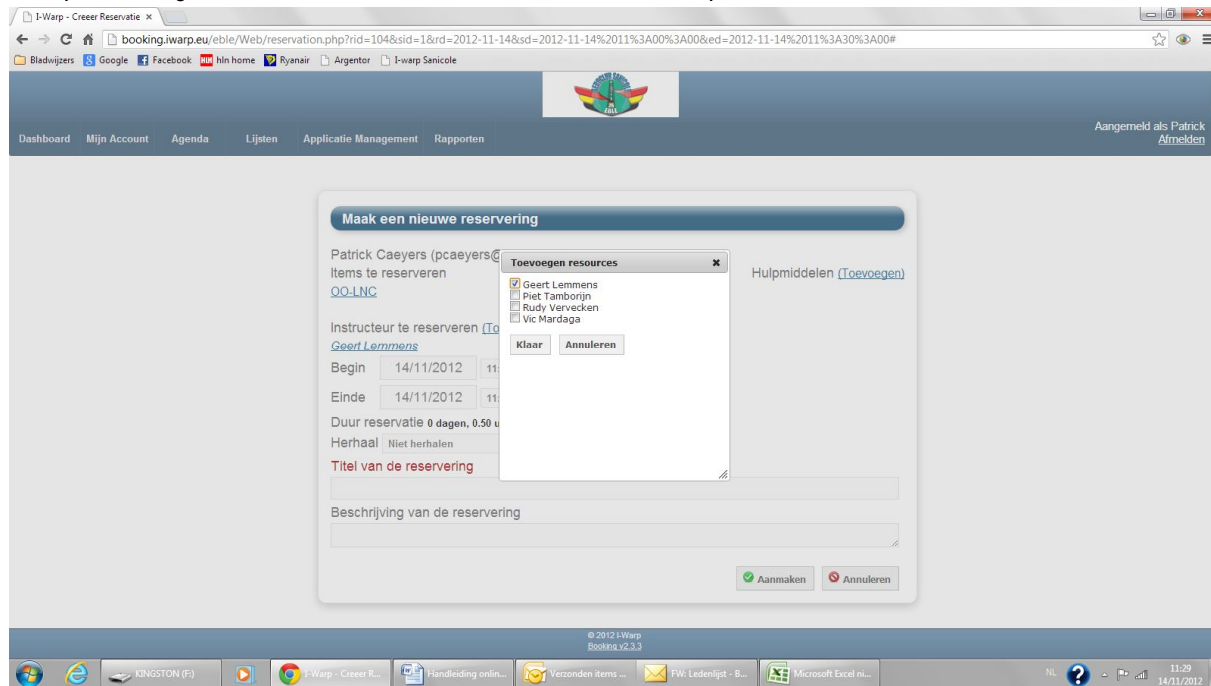 I-Warp - Creeer Reservatie
booking.iwarp.eu/eble/Web/reservation.php?rid=104&sid=1&rd=2012-11-14&sd=2012-11-14%2011%3A00%3A00&ed=2012-11-14%2011%3A30%3A00#
Bladwijzers Google Facebook hln home Ryanair Argentor I-warp Sanicole
Dashboard Mijn Account Agenda Lijsten Applicatie Management Rapporten
Aangemeld als Patrick
Afmelden
Maak een nieuwe reservering
Patrick Caeyers (pcaeyers@
Items te reserveren
Hulpmiddelen (Toevoegen)
OO-LNC
Instructeur te reserveren (To
Geert Lemmens
Begin 14/11/2012 11:
Einde 14/11/2012 11:
Duur reservatie 0 dagen, 0.50 u
Herhaal Niet herhalen
Titel van de reservering
Beschrijving van de reservering
Aanmaken Annuleren
Toevoegen resources
Geert Lemmens
Piet Tamborijn
Rudy Vervecken
Vic Mardaga
Klaar Annuleren
© 2012 I-Warp
Booking v2.3.3
KINGSTON (F:) I-Warp - Creeer R... Handleiding onlin... Verzonden items ... FW: Ledenlijst - B... Microsoft Excel ni... NL 11:29
14/11/2012